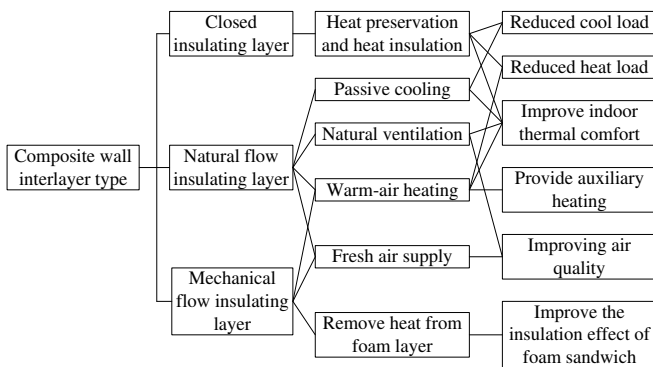 Composite wall
interlayer type
Closed
insulating layer
Natural flow
insulating layer
Mechanical
flow insulating
layer
Heat preservation
and heat insulation
Passive cooling
Natural ventilation
Warm-air heating
Fresh air supply
Remove heat from
foam layer
Reduced cool load
Reduced heat load
Improve indoor
thermal comfort
Provide auxiliary
heating
Improving air
quality
Improve the
insulation effect of
foam sandwich